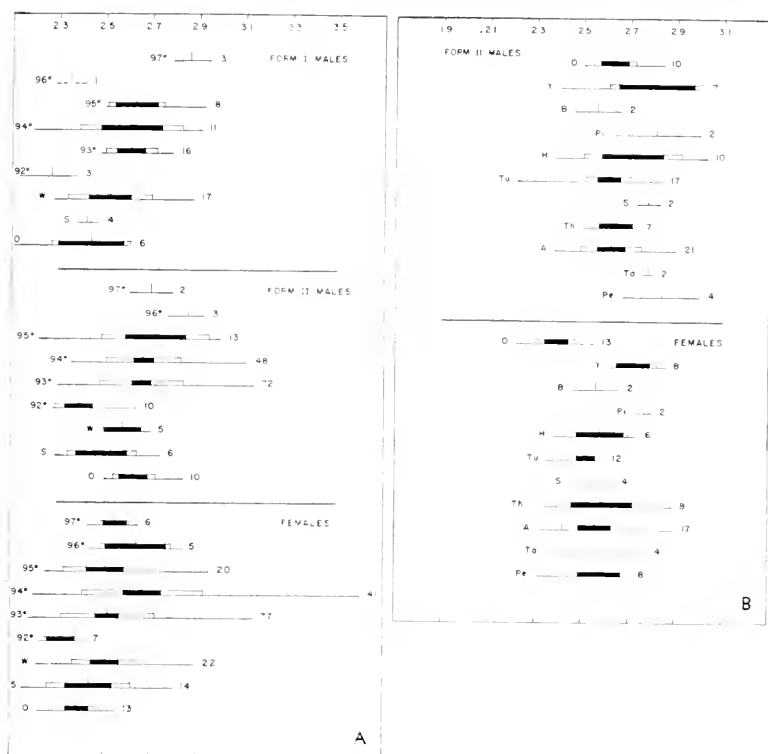 23 25 27 29 31 33 35
FORM I MALES
97° 3
96° 1
95° 8
94° 11
93° 16
92° 3
W 17
S 4
O 6
FORM II MALES
97° 2
96° 3
95° 13
94° 48
93° 72
92° 10
W 5
S 6
O 10
FEMALES
97° 6
96° 5
95° 20
94° 41
93° 77
92° 7
W 22
S 14
O 13
A
19 21 23 25 27 29 31
FORM II MALES
O 10
Y 7
B 2
Pi 2
H 10
Tu 17
S 2
Th 7
A 21
Ta 2
Pe 4
FEMALES
O 13
Y 8
B 2
Pi 2
H 6
Tu 12
S 4
Th 8
A 17
Ta 4
Pe 8
B